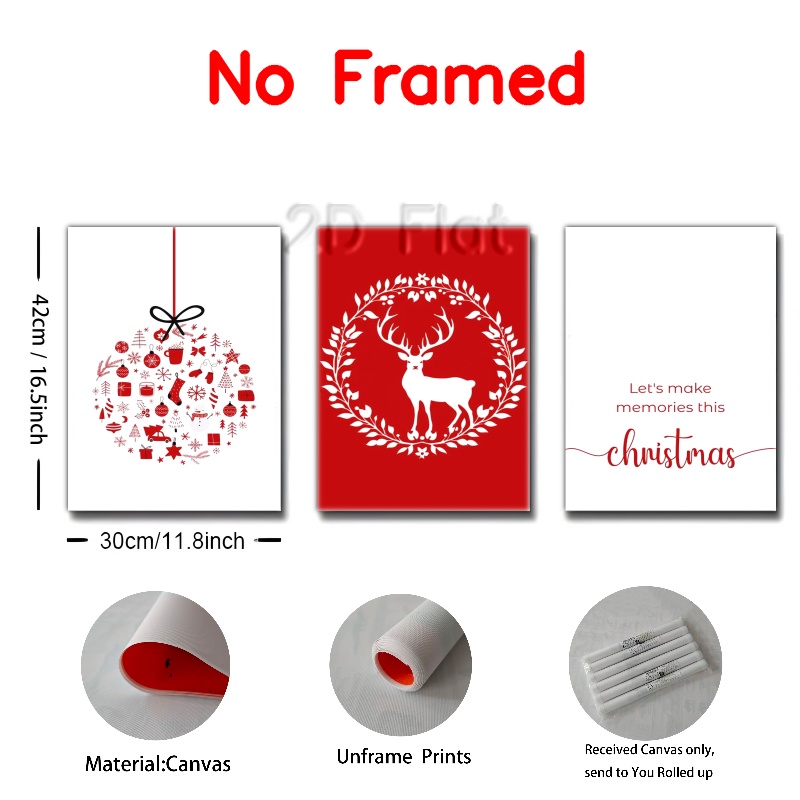 No Framed
2D Flat
42cm / 16.5inch
Let's make
memories this
christmas
30cm/11.8inch
Material:Canvas
Unframe Prints
Received Canvas only,
send to You Rolled up